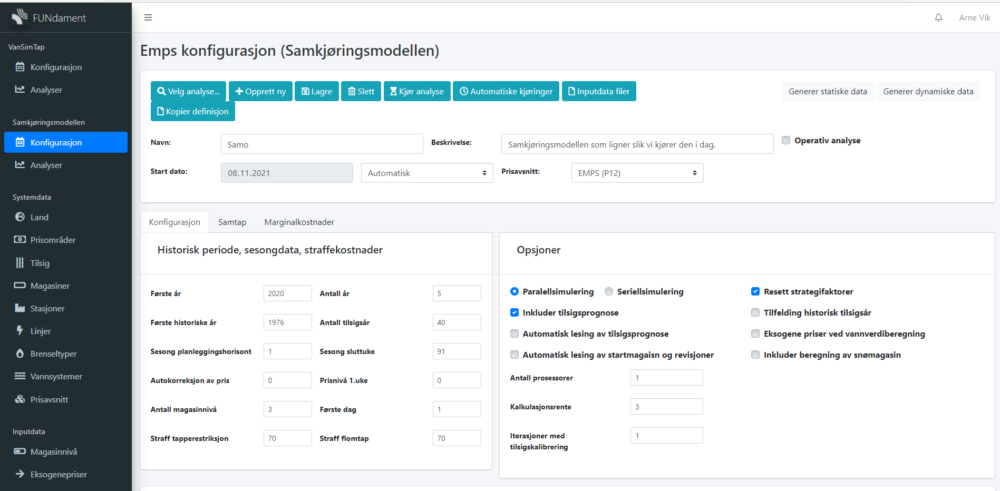 FUNdament
Arne Vik
VanSimTap
Konfigurasjon
Analyser
Samkjøringsmodellen
Konfigurasjon
Analyser
Systemdata
Land
Prisområder
Tilsig
Magasiner
Stasjoner
Linjer
Brenseltyper
Vannsystemer
Prisavsnitt
Inputdata
Magasinnivå
Eksogenepriser
Emps konfigurasjon (Samkjøringsmodellen)
Velg analyse... Opprett ny Lagre Slett Kjør analyse Automatiske kjøringer Inputdata filer Generer statiske data Generer dynamiske data
Kopier definisjon
Navn: Samo Beskrivelse: Samkjøringsmodellen som ligner slik vi kjører den i dag. Operativ analyse
Start dato: 08.11.2021 Automatisk Prisavsnitt: EMPS (P12)
Konfigurasjon Samtap Marginalkostnader
Historisk periode, sesongdata, straffekostnader
Første år 2020 Antall år 5
Første historiske år 1976 Antall tilsigsår 40
Sesong planleggingshorisont 1 Sesong sluttuke 91
Autokorreksjon av pris 0 Prisnivå 1.uke 0
Antall magasinnivå 3 Første dag 1
Straff tapperestriksjon 70 Straff flomtap 70
Opsjoner
Paralellsimulering Seriellsimulering Resett strategifaktorer
Inkluder tilsigsprognose Tilfelding historisk tilsigsår
Automatisk lesing av tilsigsprognose Eksogene priser ved vannverdiberegning
Automatisk lesing av startmagaisn og revisjoner Inkluder beregning av snømagasin
Antall prosessorer 1
Kalkulasjonsrente 3
Iterasjoner med 1
tilsigskalibrering